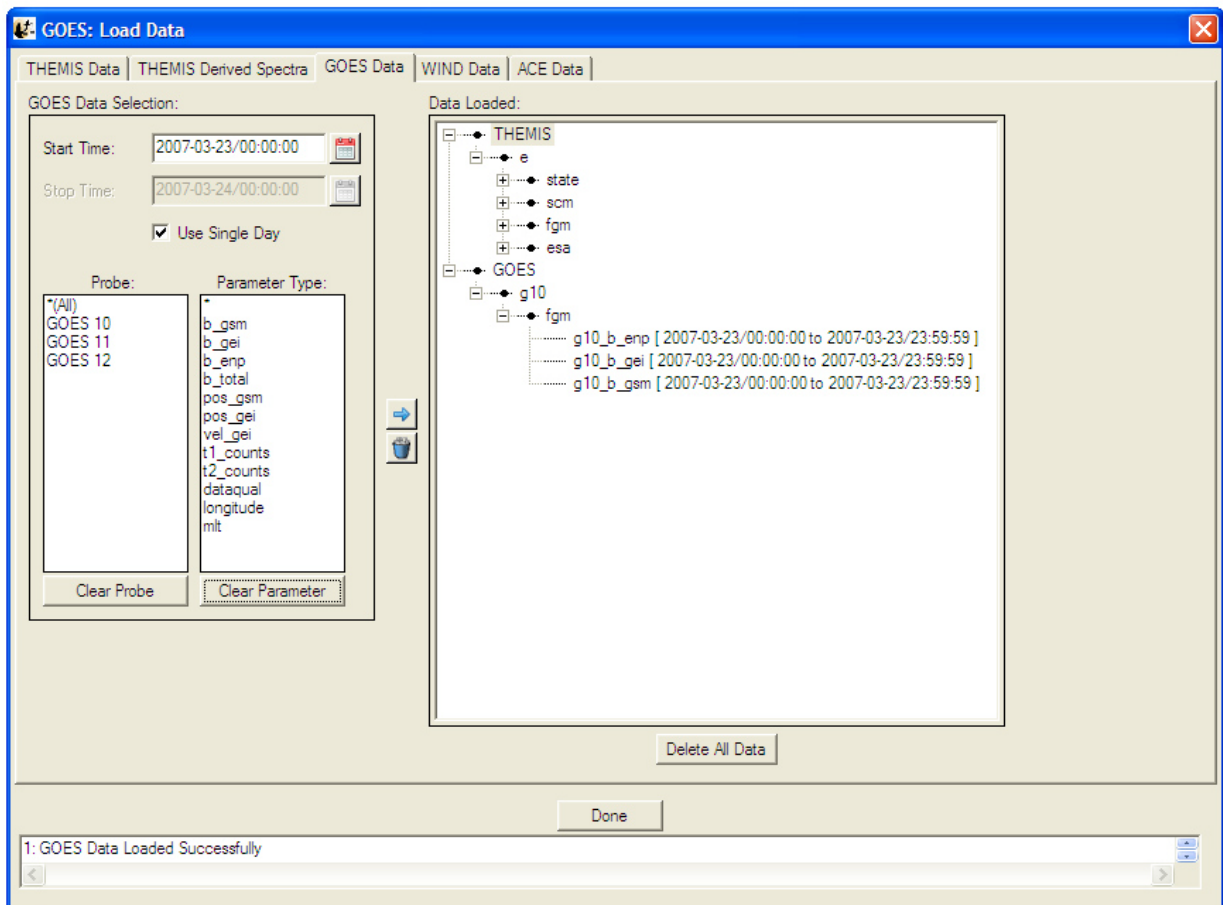 GOES: Load Data
THEMIS Data THEMIS Derived Spectra GOES Data WIND Data ACE Data
GOES Data Selection:
Start Time: 2007-03-23/00:00:00
Stop Time: 2007-03-24/00:00:00
Use Single Day
Probe:
*(All)
GOES 10
GOES 11
GOES 12
Clear Probe
Parameter Type:
*
b_gsm
b_gei
b_enp
b_total
pos_gsm
pos_gei
vel_gei
t1_counts
t2_counts
dataqual
longitude
mlt
Clear Parameter
Data Loaded:
THEMIS
e
state
scm
fgm
esa
GOES
g10
fgm
g10_b_enp [ 2007-03-23/00:00:00 to 2007-03-23/23:59:59 ]
g10_b_gei [ 2007-03-23/00:00:00 to 2007-03-23/23:59:59 ]
g10_b_gsm [ 2007-03-23/00:00:00 to 2007-03-23/23:59:59 ]
Delete All Data
Done
1: GOES Data Loaded Successfully